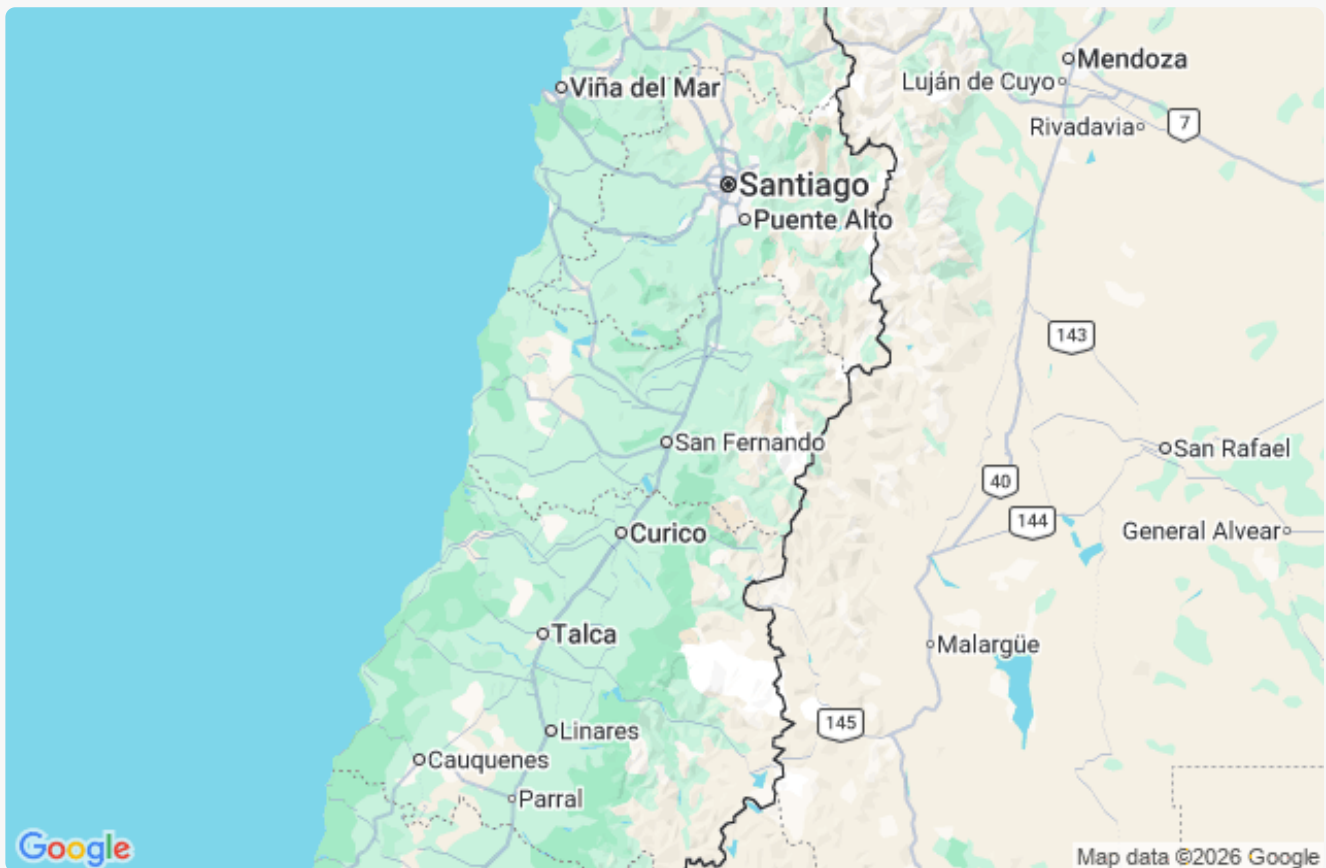 Mendoza
Viña del Mar
Luján de Cuyo
Rivadavia
7
Santiago
Puente Alto
143
San Fernando
San Rafael
40
144
Curico
General Alvear
Talca
Malargüe
145
Linares
Cauquenes
Parral
Google
Map data ©2026 Google